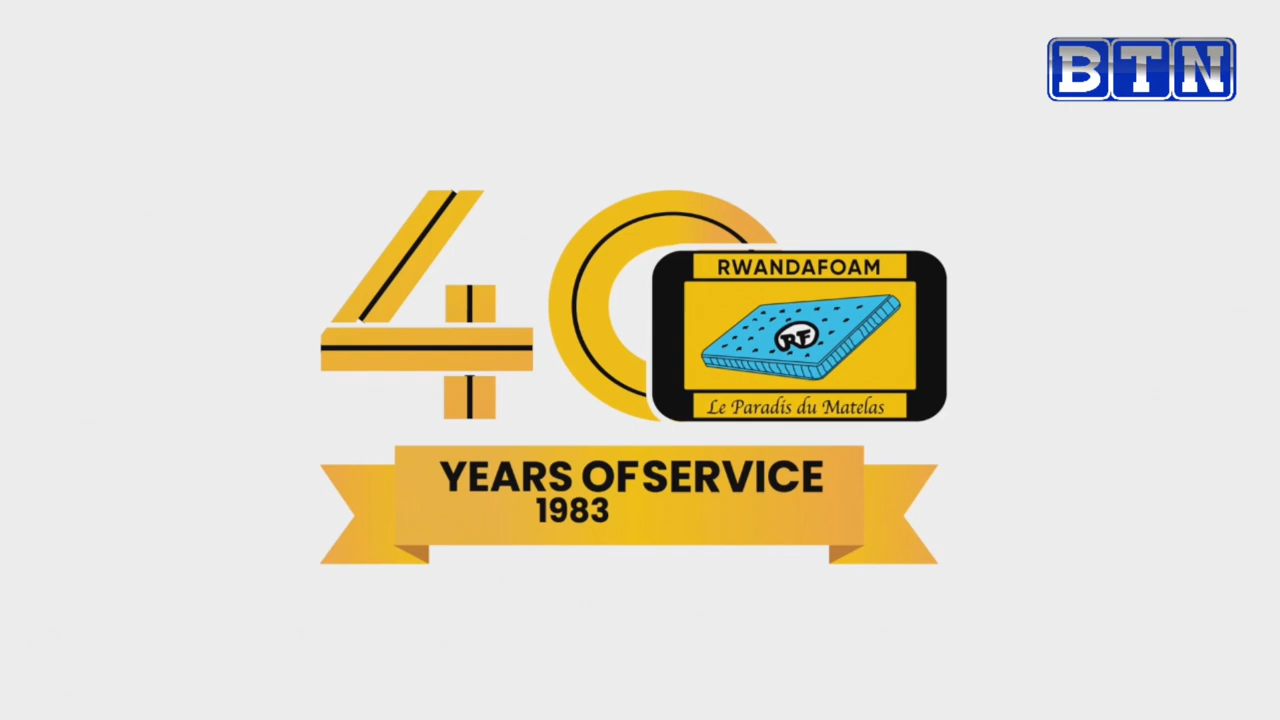 BTN
40
RWANDAFOAM
RF
Le Paradis du Matelas
YEARS OF SERVICE
1983